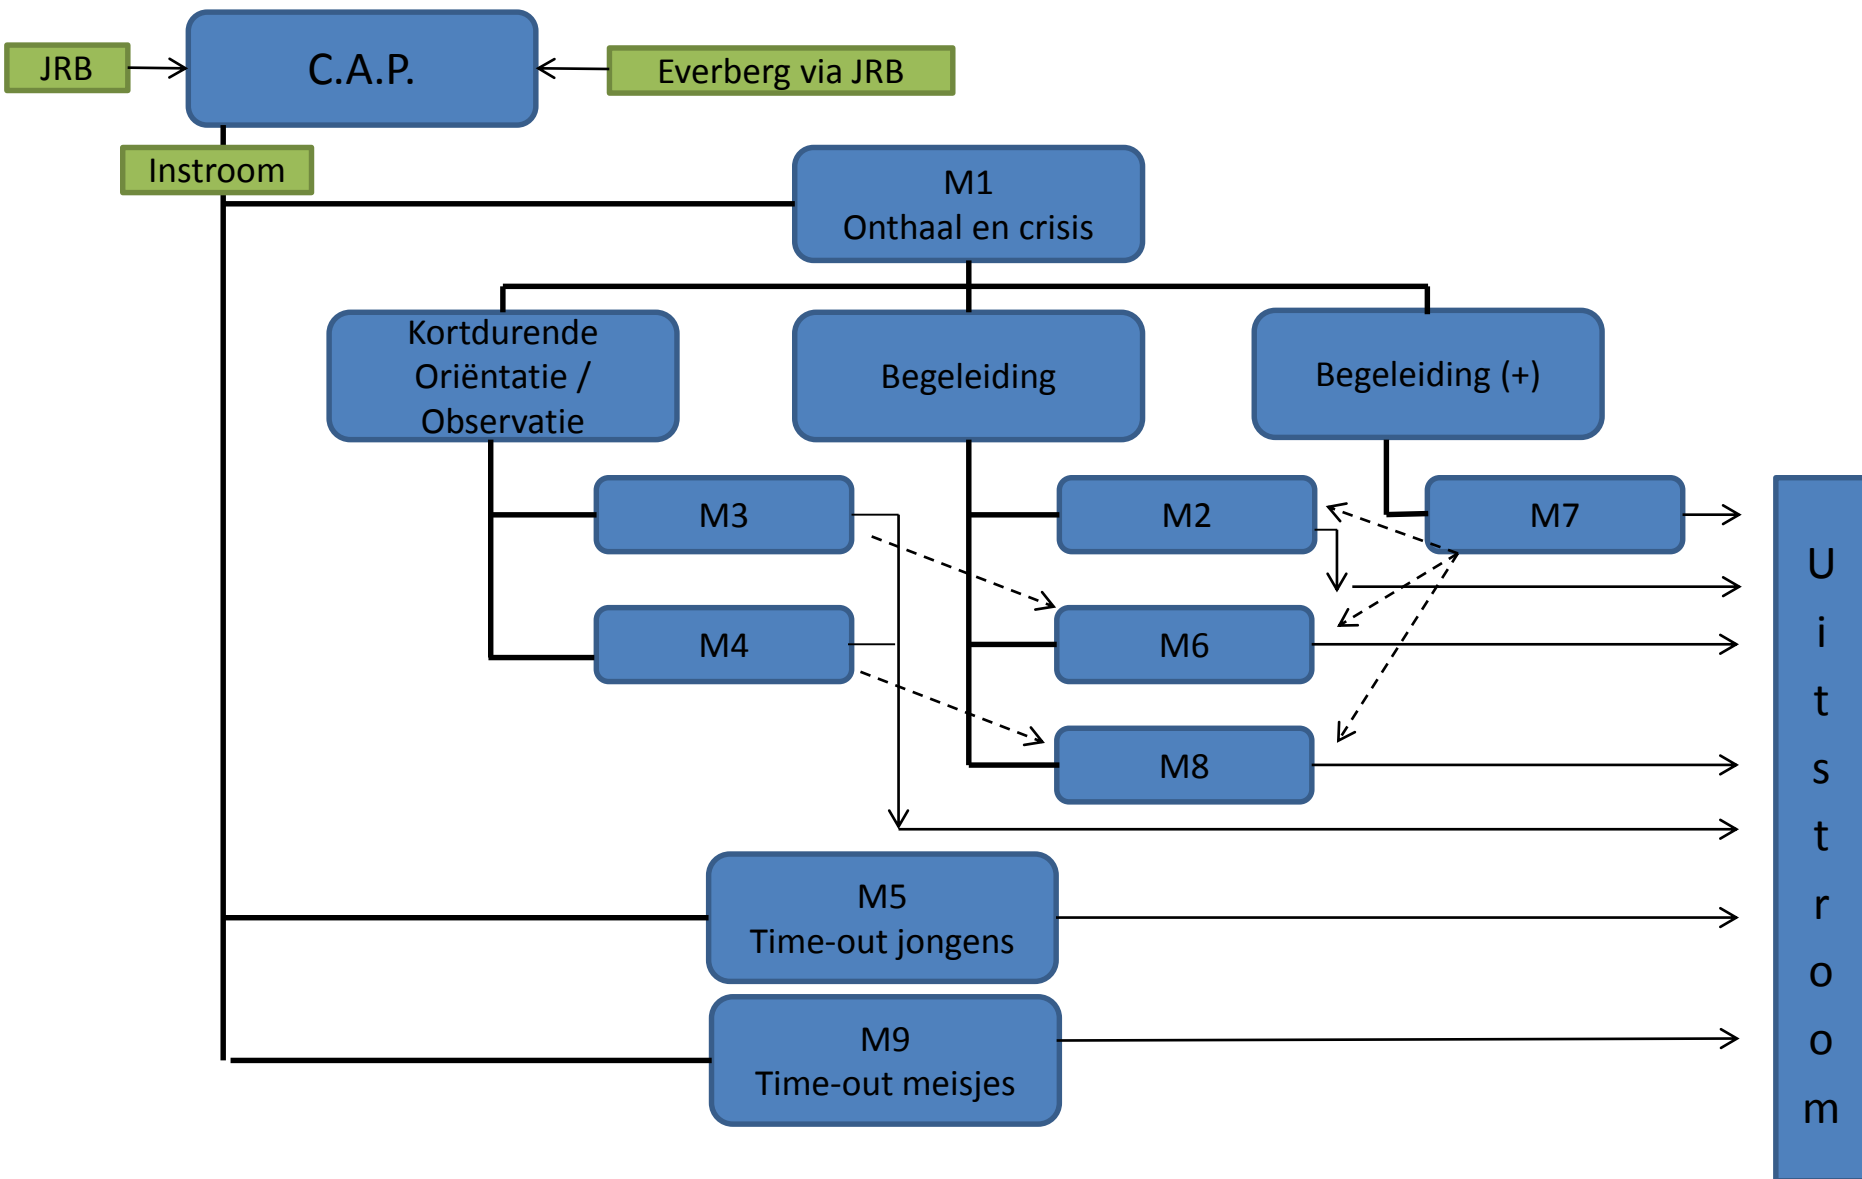 JRB
C.A.P.
Everberg via JRB
Instroom
M1
Onthaal en crisis
Kortdurende
Oriëntatie /
Observatie
Begeleiding
Begeleiding (+)
M3
M2
M7
M4
M6
M8
M5
Time-out jongens
M9
Time-out meisjes
U
i
t
s
t
r
o
o
m